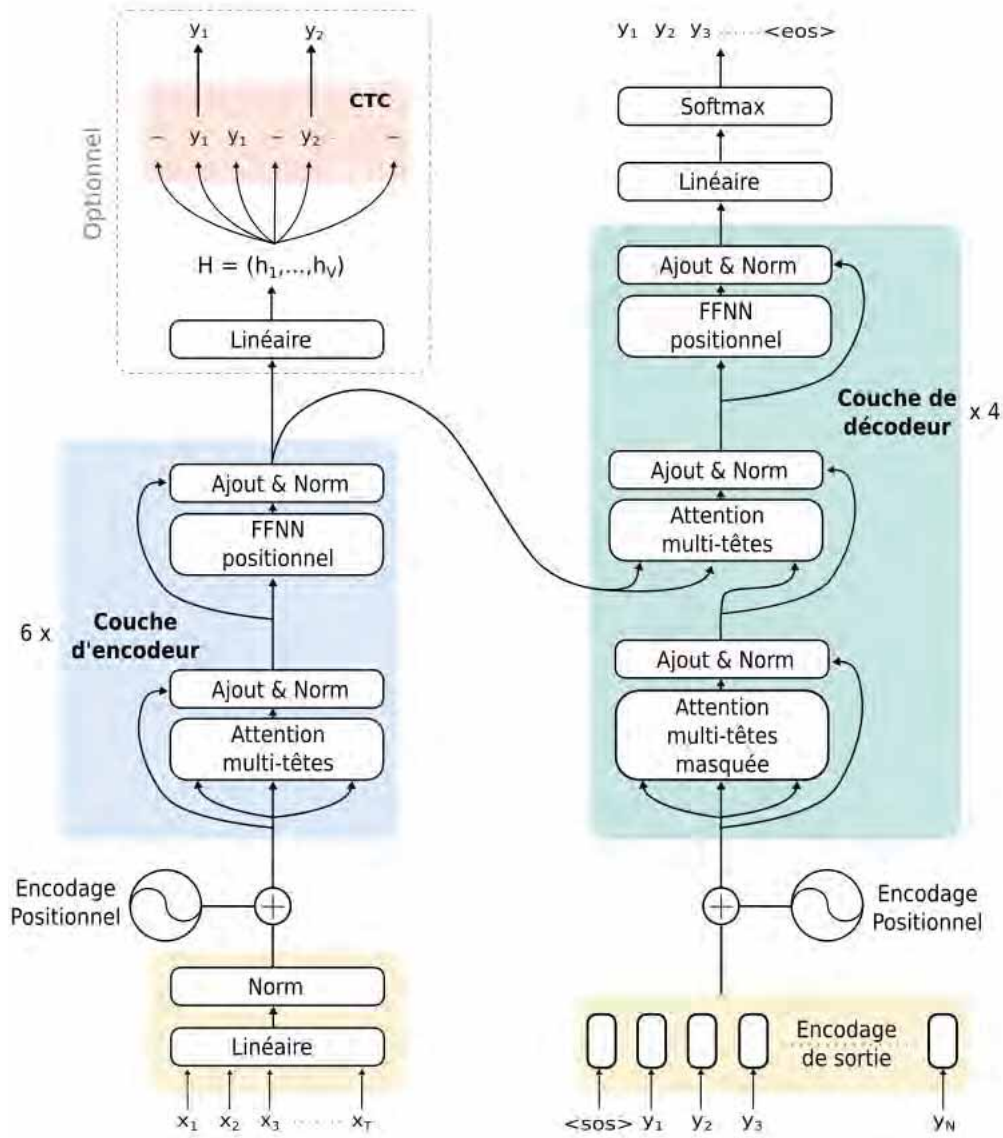 y1 y2
CTC
– y1 y1 – y2 –
Optionnel
H = (h1,...,hV)
Linéaire
Ajout & Norm
FFNN
positionnel
6 x
Couche
d'encodeur
Ajout & Norm
Attention
multi-têtes
Encodage
Positionnel
+
Norm
Linéaire
x1 x2 x3 ....... xT
y1 y2 y3 ...... <eos>
Softmax
Linéaire
Ajout & Norm
FFNN
positionnel
Couche de
décodeur
x 4
Ajout & Norm
Attention
multi-têtes
Ajout & Norm
Attention
multi-têtes
masquée
+
Encodage
Positionnel
Encodage
de sortie
<sos> y1 y2 y3 yN